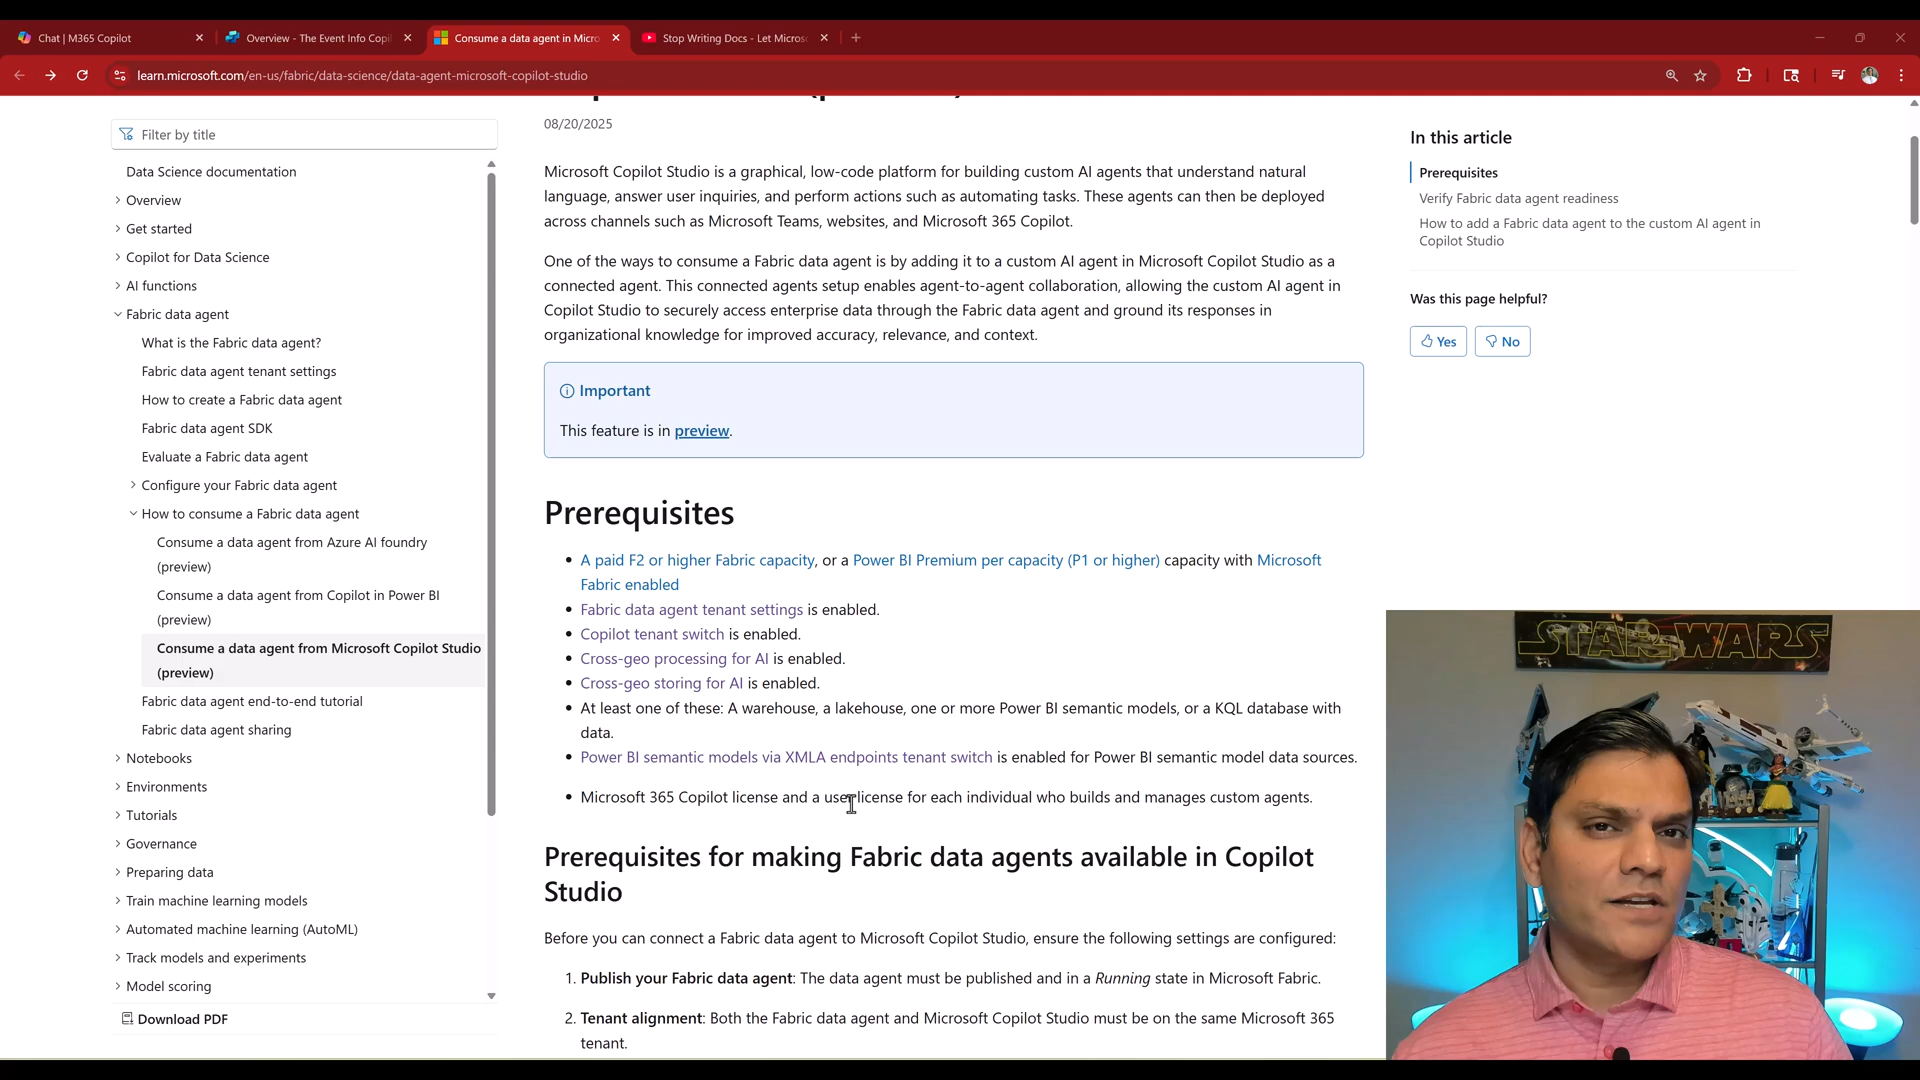 Chat | M365 Copilot
Overview - The Event Info Copi
Consume a data agent in Micro
Stop Writing Docs - Let Micros
learn.microsoft.com/en-us/fabric/data-science/data-agent-microsoft-copilot-studio
Filter by title
Data Science documentation
Overview
Get started
Copilot for Data Science
AI functions
Fabric data agent
What is the Fabric data agent?
Fabric data agent tenant settings
How to create a Fabric data agent
Fabric data agent SDK
Evaluate a Fabric data agent
Configure your Fabric data agent
How to consume a Fabric data agent
Consume a data agent from Azure AI foundry
(preview)
Consume a data agent from Copilot in Power BI
(preview)
Consume a data agent from Microsoft Copilot Studio
(preview)
Fabric data agent end-to-end tutorial
Fabric data agent sharing
Notebooks
Environments
Tutorials
Governance
Preparing data
Train machine learning models
Automated machine learning (AutoML)
Track models and experiments
Model scoring
Download PDF
08/20/2025
Microsoft Copilot Studio is a graphical, low-code platform for building custom AI agents that understand natural
language, answer user inquiries, and perform actions such as automating tasks. These agents can then be deployed
across channels such as Microsoft Teams, websites, and Microsoft 365 Copilot.
One of the ways to consume a Fabric data agent is by adding it to a custom AI agent in Microsoft Copilot Studio as a
connected agent. This connected agents setup enables agent-to-agent collaboration, allowing the custom AI agent in
Copilot Studio to securely access enterprise data through the Fabric data agent and ground its responses in
organizational knowledge for improved accuracy, relevance, and context.
Important
This feature is in preview.
Prerequisites
• A paid F2 or higher Fabric capacity, or a Power BI Premium per capacity (P1 or higher) capacity with Microsoft
Fabric enabled
• Fabric data agent tenant settings is enabled.
• Copilot tenant switch is enabled.
• Cross-geo processing for AI is enabled.
• Cross-geo storing for AI is enabled.
• At least one of these: A warehouse, a lakehouse, one or more Power BI semantic models, or a KQL database with
data.
• Power BI semantic models via XMLA endpoints tenant switch is enabled for Power BI semantic model data sources.
• Microsoft 365 Copilot license and a user license for each individual who builds and manages custom agents.
Prerequisites for making Fabric data agents available in Copilot
Studio
Before you can connect a Fabric data agent to Microsoft Copilot Studio, ensure the following settings are configured:
1. Publish your Fabric data agent: The data agent must be published and in a Running state in Microsoft Fabric.
2. Tenant alignment: Both the Fabric data agent and Microsoft Copilot Studio must be on the same Microsoft 365
tenant.
In this article
Prerequisites
Verify Fabric data agent readiness
How to add a Fabric data agent to the custom AI agent in
Copilot Studio
Was this page helpful?
Yes
No
STAR WARS